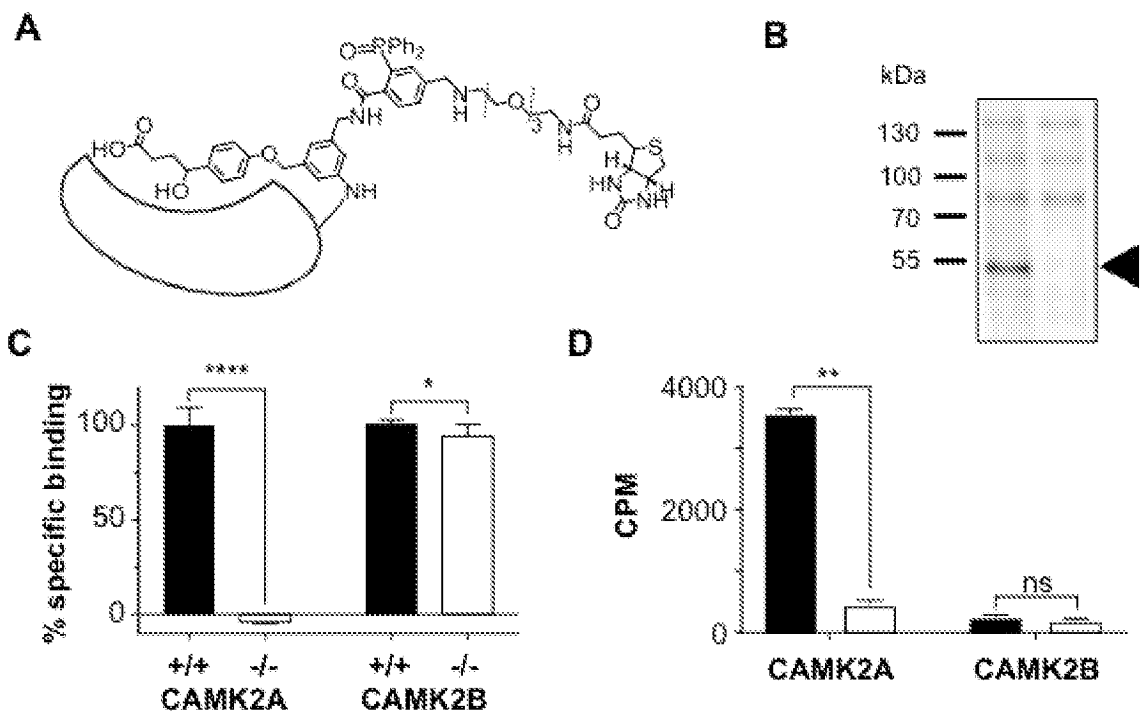 A
O=PPh2
O
NH
N
H
O
3
N
H
O
S
H
H
HN
NH
O
O
HO
HO
O
NH
B
kDa
130
100
70
55
C
% specific binding
100
50
0
****
*
+/+ -/- +/+ -/-
CAMK2A CAMK2B
D
CPM
4000
2000
0
**
ns
CAMK2A CAMK2B